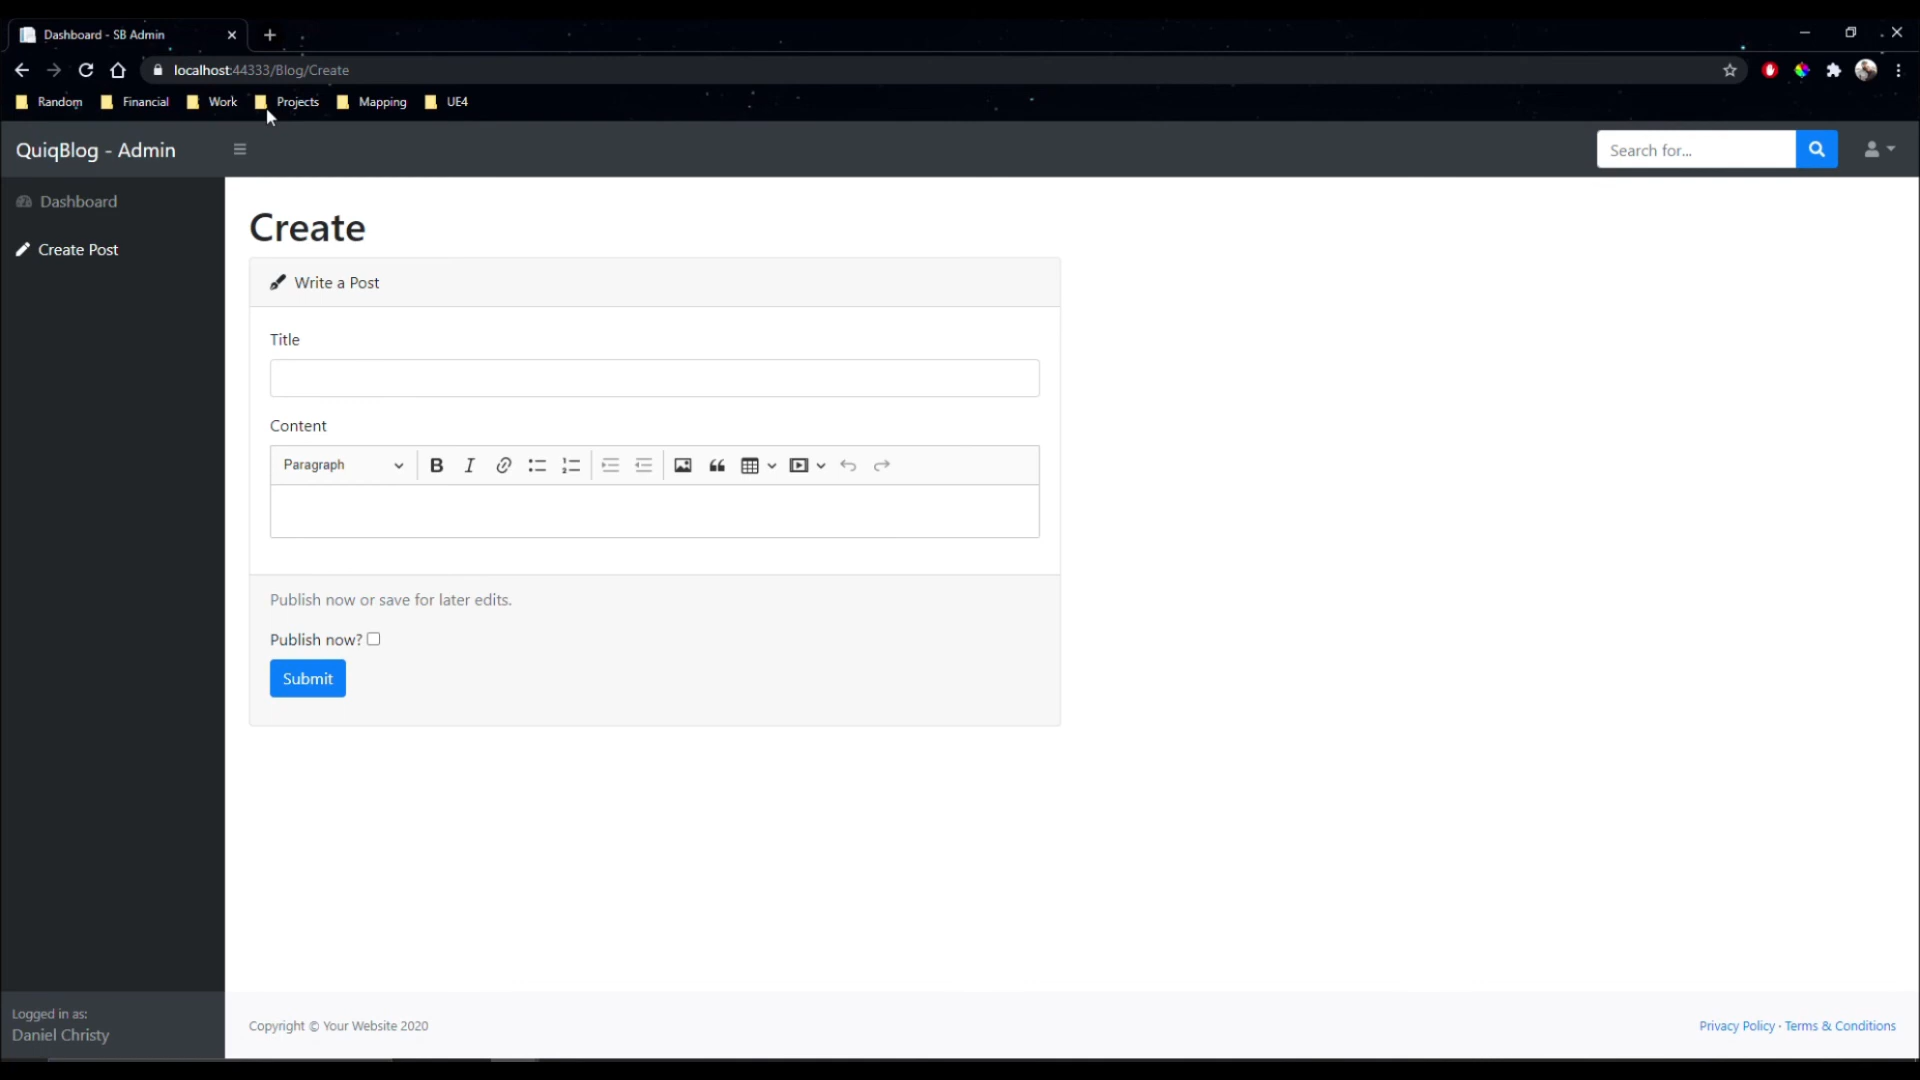 Dashboard - SB Admin
localhost:44333/Blog/Create
Random Financial Work Projects Mapping UE4
QuiqBlog - Admin
Search for...
Dashboard
Create Post
Create
Write a Post
Title
Content
Paragraph
Publish now or save for later edits.
Publish now?
Submit
Logged in as:
Daniel Christy
Copyright © Your Website 2020
Privacy Policy · Terms & Conditions